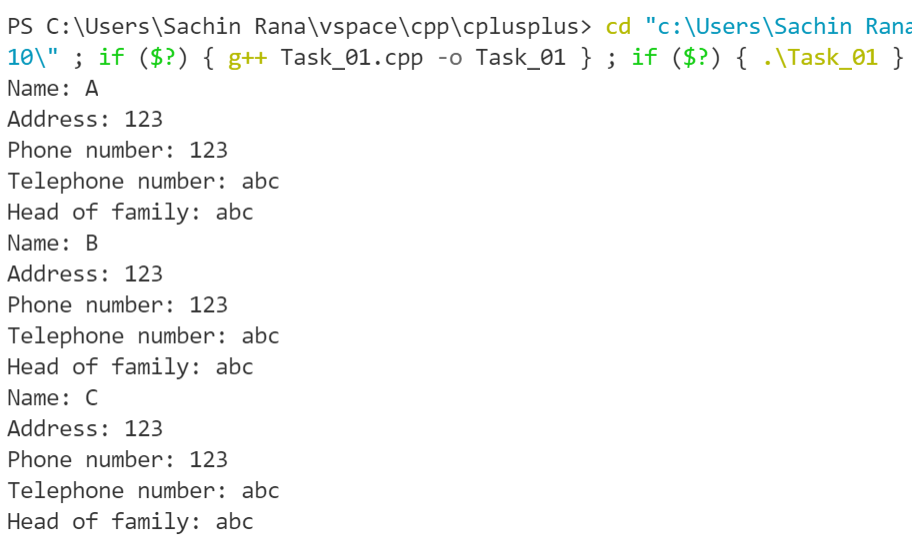 PS C:\Users\Sachin Rana\vspace\cpp\cplusplus> cd "c:\Users\Sachin Rana
10\" ; if ($?) { g++ Task_01.cpp -o Task_01 } ; if ($?) { .\Task_01 }
Name: A
Address: 123
Phone number: 123
Telephone number: abc
Head of family: abc
Name: B
Address: 123
Phone number: 123
Telephone number: abc
Head of family: abc
Name: C
Address: 123
Phone number: 123
Telephone number: abc
Head of family: abc